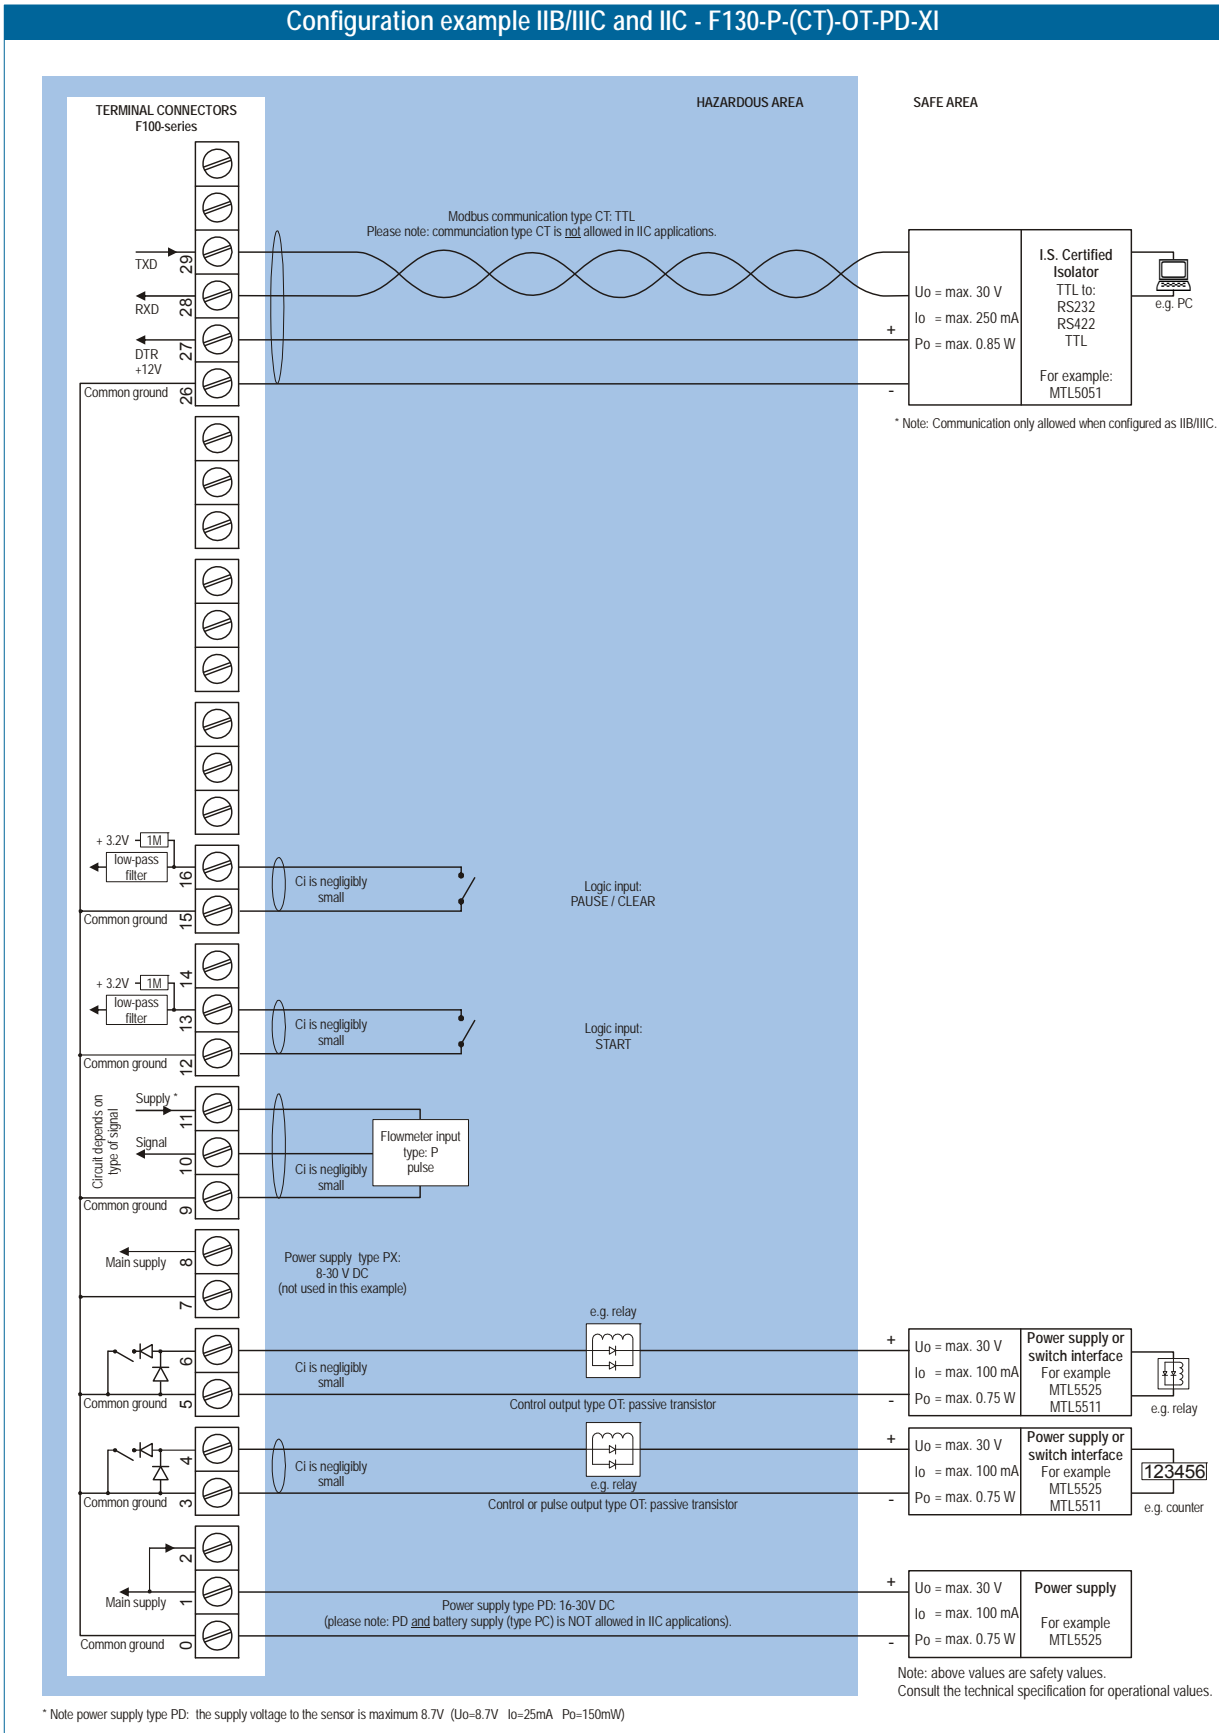 Configuration example IIB/IIIC and IIC - F130-P-(CT)-OT-PD-XI
TERMINAL CONNECTORS
F100-series
HAZARDOUS AREA
SAFE AREA
Modbus communication type CT: TTL
Please note: communciation type CT is not allowed in IIC applications.
TXD
29
RXD
28
DTR
+12V
27
Common ground
26
+
-
Uo = max. 30 V
Io = max. 250 mA
Po = max. 0.85 W
I.S. Certified
Isolator
TTL to:
RS232
RS422
TTL
For example:
MTL5051
e.g. PC
* Note: Communication only allowed when configured as IIB/IIIC.
+ 3.2V
1M
low-pass
filter
16
Common ground
15
Ci is negligibly
small
Logic input:
PAUSE / CLEAR
14
+ 3.2V
1M
low-pass
filter
13
Common ground
12
Ci is negligibly
small
Logic input:
START
Circuit depends on
type of signal
Supply *
11
Signal
10
Common ground
9
Ci is negligibly
small
Flowmeter input
type: P
pulse
Main supply
8
7
Power supply type PX:
8-30 V DC
(not used in this example)
6
Common ground
5
Ci is negligibly
small
e.g. relay
Control output type OT: passive transistor
+
-
Uo = max. 30 V
Io = max. 100 mA
Po = max. 0.75 W
Power supply or
switch interface
For example
MTL5525
MTL5511
e.g. relay
4
Common ground
3
Ci is negligibly
small
e.g. relay
Control or pulse output type OT: passive transistor
+
-
Uo = max. 30 V
Io = max. 100 mA
Po = max. 0.75 W
Power supply or
switch interface
For example
MTL5525
MTL5511
123456
e.g. counter
2
Main supply
1
Common ground
0
Power supply type PD: 16-30V DC
(please note: PD and battery supply (type PC) is NOT allowed in IIC applications).
+
-
Uo = max. 30 V
Io = max. 100 mA
Po = max. 0.75 W
Power supply
For example
MTL5525
Note: above values are safety values.
Consult the technical specification for operational values.
* Note power supply type PD: the supply voltage to the sensor is maximum 8.7V (Uo=8.7V Io=25mA Po=150mW)